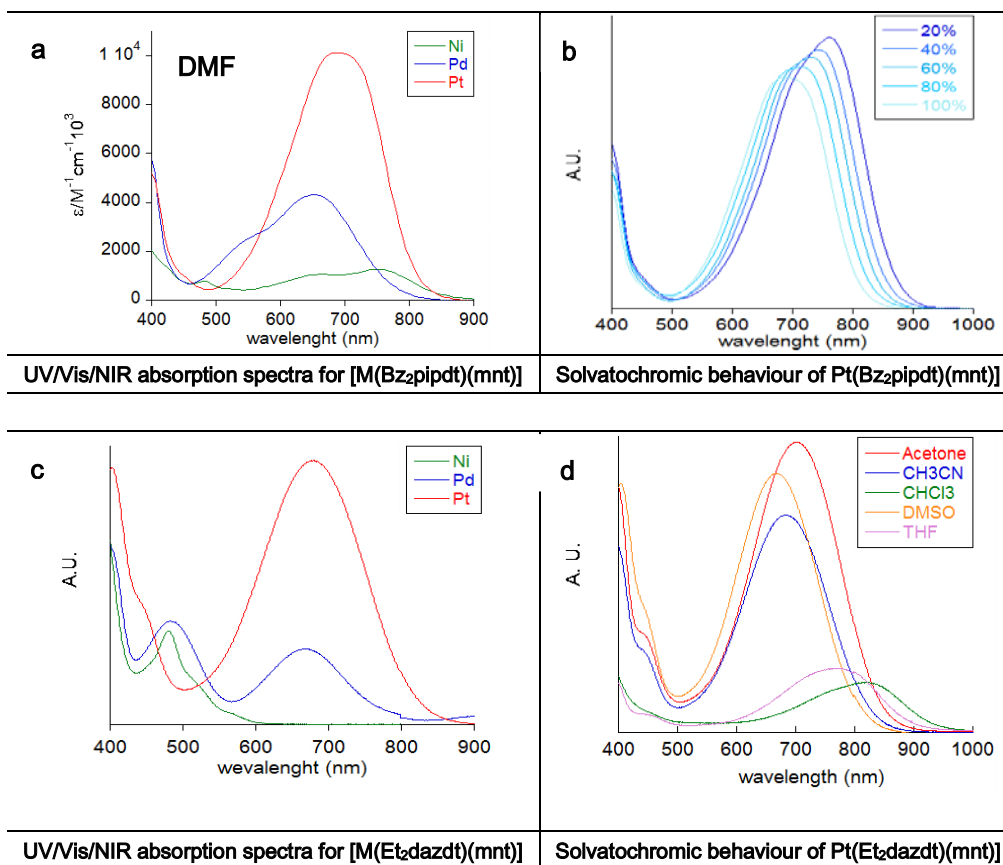 a
DMF
Ni
Pd
Pt
1 10⁴
8000
6000
4000
2000
0
ε/M⁻¹cm⁻¹10³
400 500 600 700 800 900
wavelenght (nm)
UV/Vis/NIR absorption spectra for [M(Bz₂pipdt)(mnt)]
b
20%
40%
60%
80%
100%
A.U.
400 500 600 700 800 900 1000
wavelenght (nm)
Solvatochromic behaviour of Pt(Bz₂pipdt)(mnt)]
c
Ni
Pd
Pt
A.U.
400 500 600 700 800 900
wevalenght (nm)
UV/Vis/NIR absorption spectra for [M(Et₂dazdt)(mnt)]
d
Acetone
CH3CN
CHCl3
DMSO
THF
A. U.
400 500 600 700 800 900 1000
wavelength (nm)
Solvatochromic behaviour of Pt(Et₂dazdt)(mnt)]